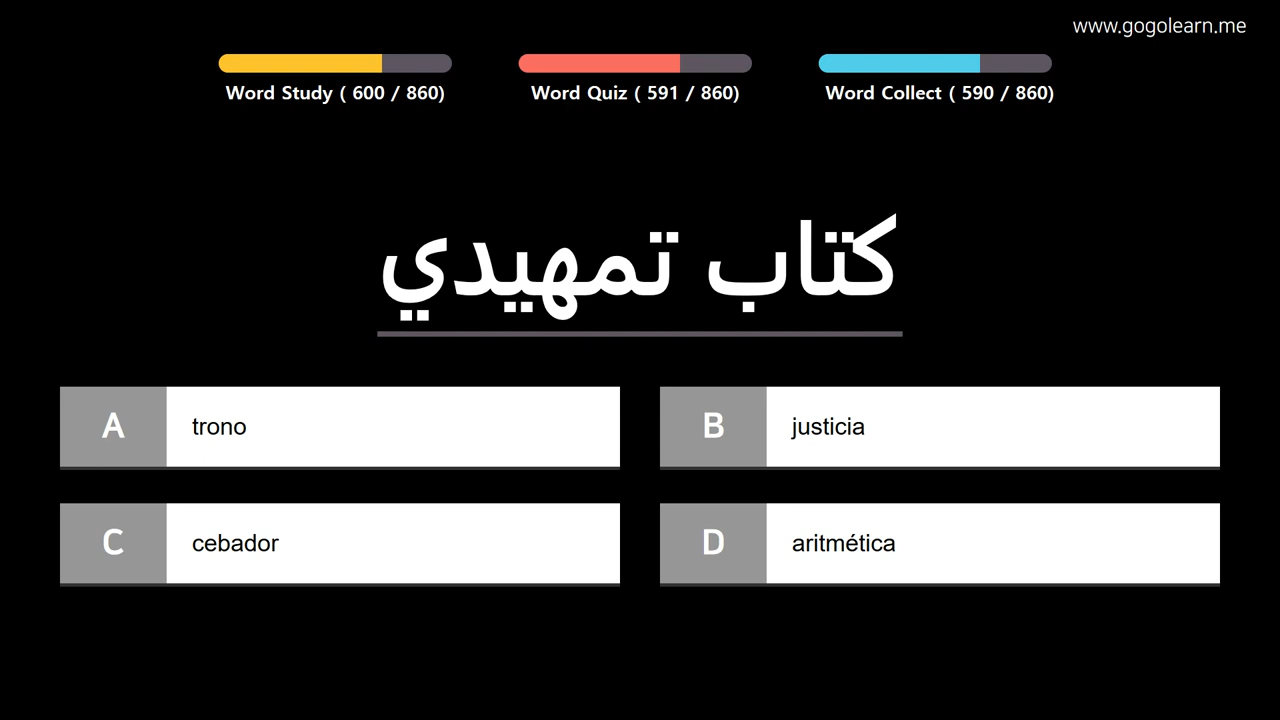 www.gogolearn.me
Word Study ( 600 / 860)
Word Quiz ( 591 / 860)
Word Collect ( 590 / 860)
كتاب تمهيدي
A trono
B justicia
C cebador
D aritmética